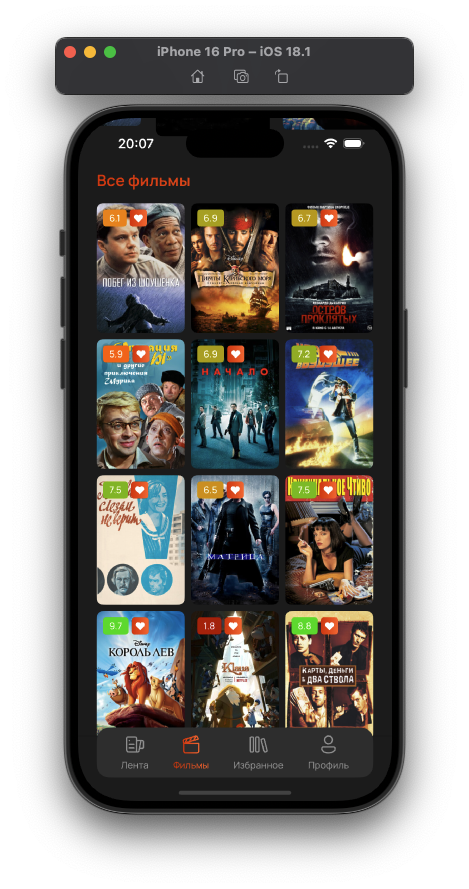 iPhone 16 Pro – iOS 18.1
20:07
Все фильмы
6.1
6.9
6.7
ПОБЕГ ИЗ ШОУШЕНКА
Disney
ПИРАТЫ КАРИБСКОГО МОРЯ
ОСТРОВ
ПРОКЛЯТЫХ
5.9
6.9
7.2
и другие
приключения
Шурика
НАЧАЛО
7.5
6.5
7.5
слезам
не верит
МАТРИЦА
9.7
1.8
8.8
Disney
КОРОЛЬ ЛЕВ
Клаус
КАРТЫ, ДЕНЬГИ
ДВА СТВОЛА
Лента
Фильмы
Избранное
Профиль